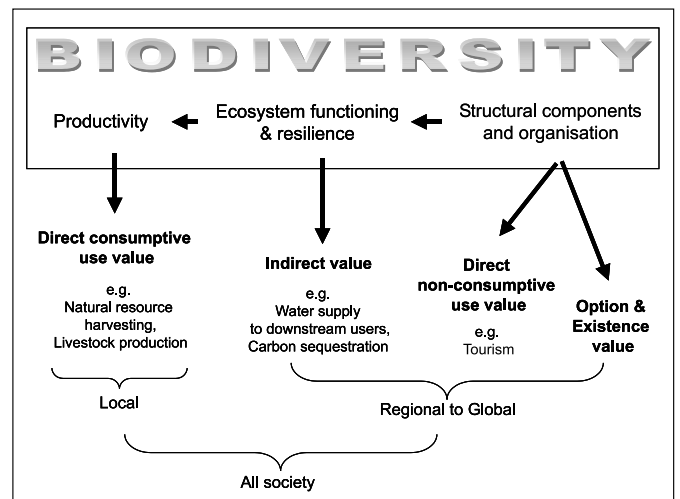 BIODIVERSITY
Productivity
Ecosystem functioning
& resilience
Structural components
and organisation
Direct consumptive
use value
e.g.
Natural resource
harvesting,
Livestock production
Indirect value
e.g.
Water supply
to downstream users,
Carbon sequestration
Direct
non-consumptive
use value
e.g.
Tourism
Option &
Existence
value
Local
Regional to Global
All society